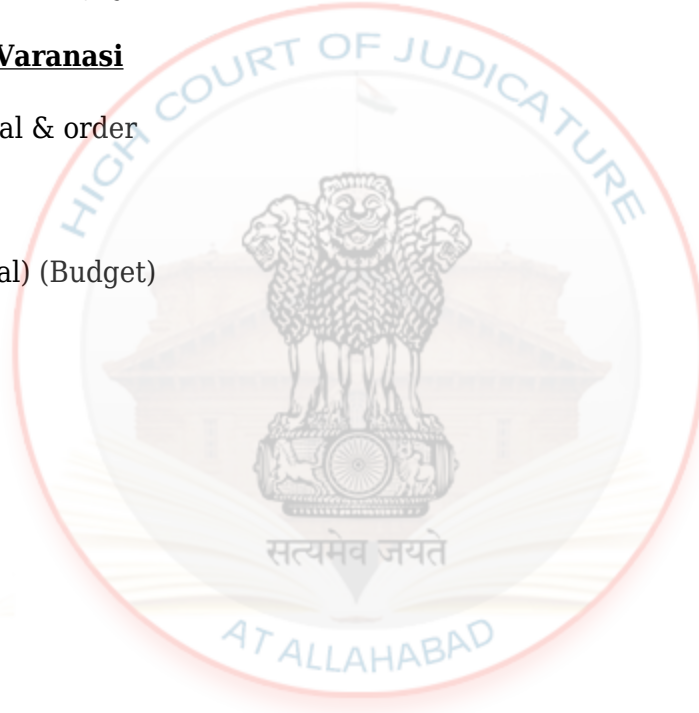 HIGH COURT OF JUDICATURE
Varanasi
al & order
al) (Budget)
सत्यमेव जयते
AT ALLAHABAD